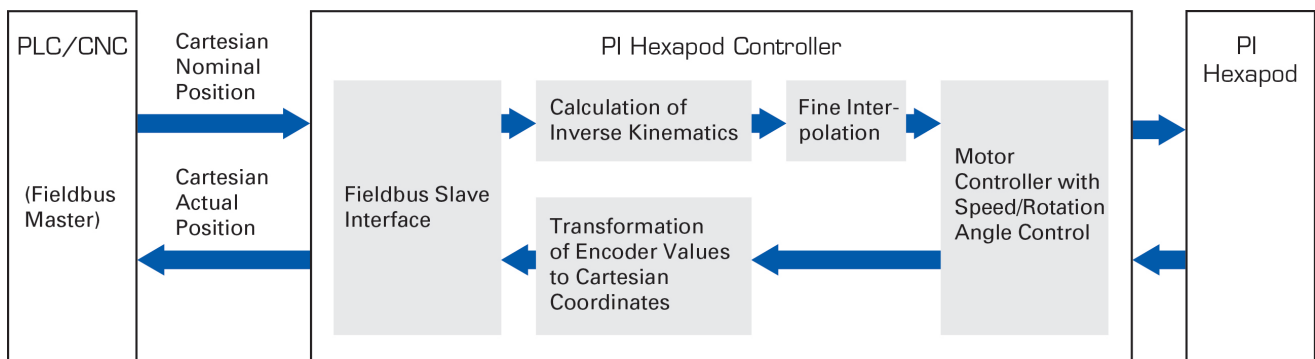 PLC/CNC
(Fieldbus
Master)
Cartesian
Nominal
Position
Cartesian
Actual
Position
PI Hexapod Controller
Fieldbus Slave
Interface
Calculation of
Inverse Kinematics
Fine Inter-
polation
Transformation
of Encoder Values
to Cartesian
Coordinates
Motor
Controller with
Speed/Rotation
Angle Control
PI
Hexapod